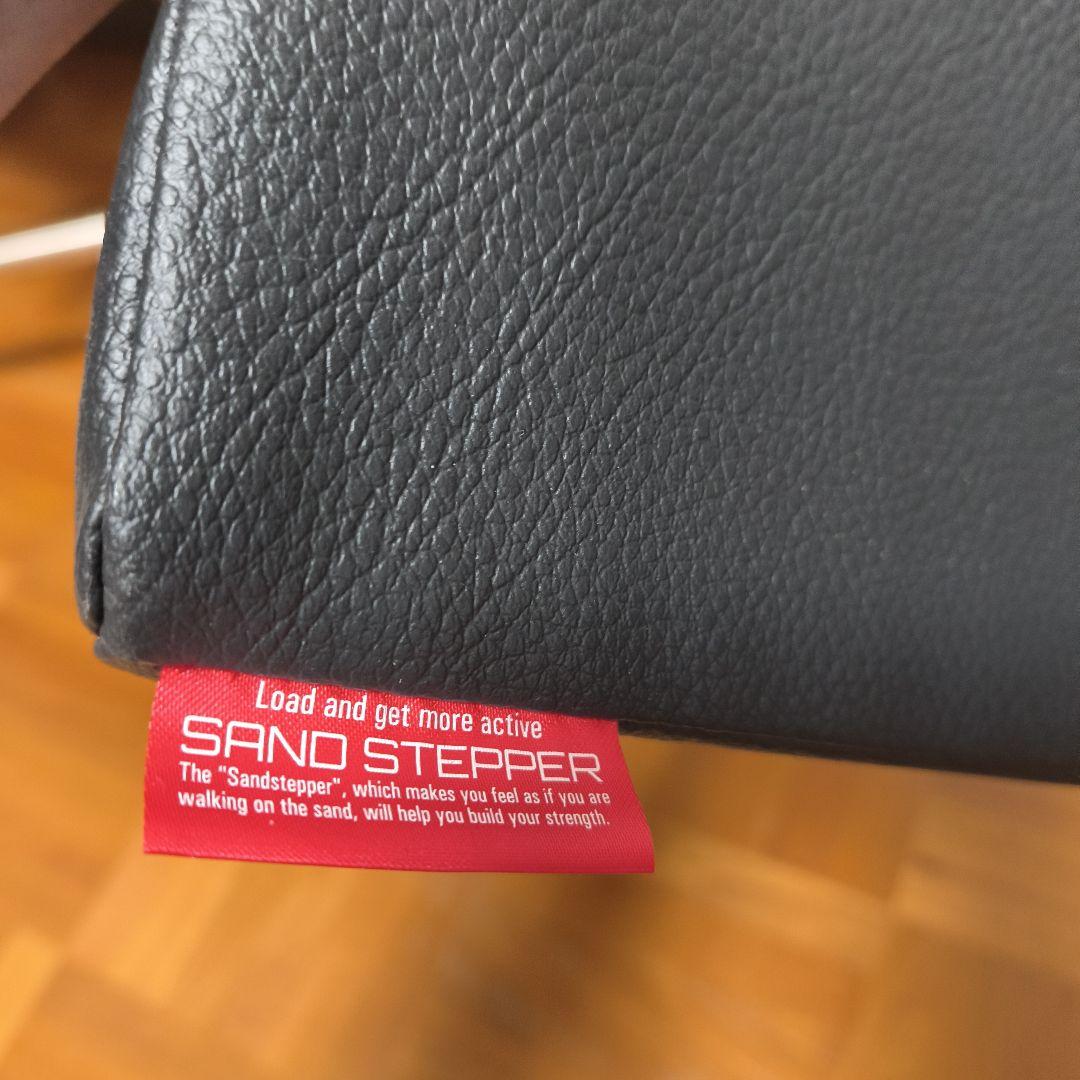 Load and get more active
SAND STEPPER
The "Sandstepper", which makes you feel as if you are
walking on the sand, will help you build your strength.